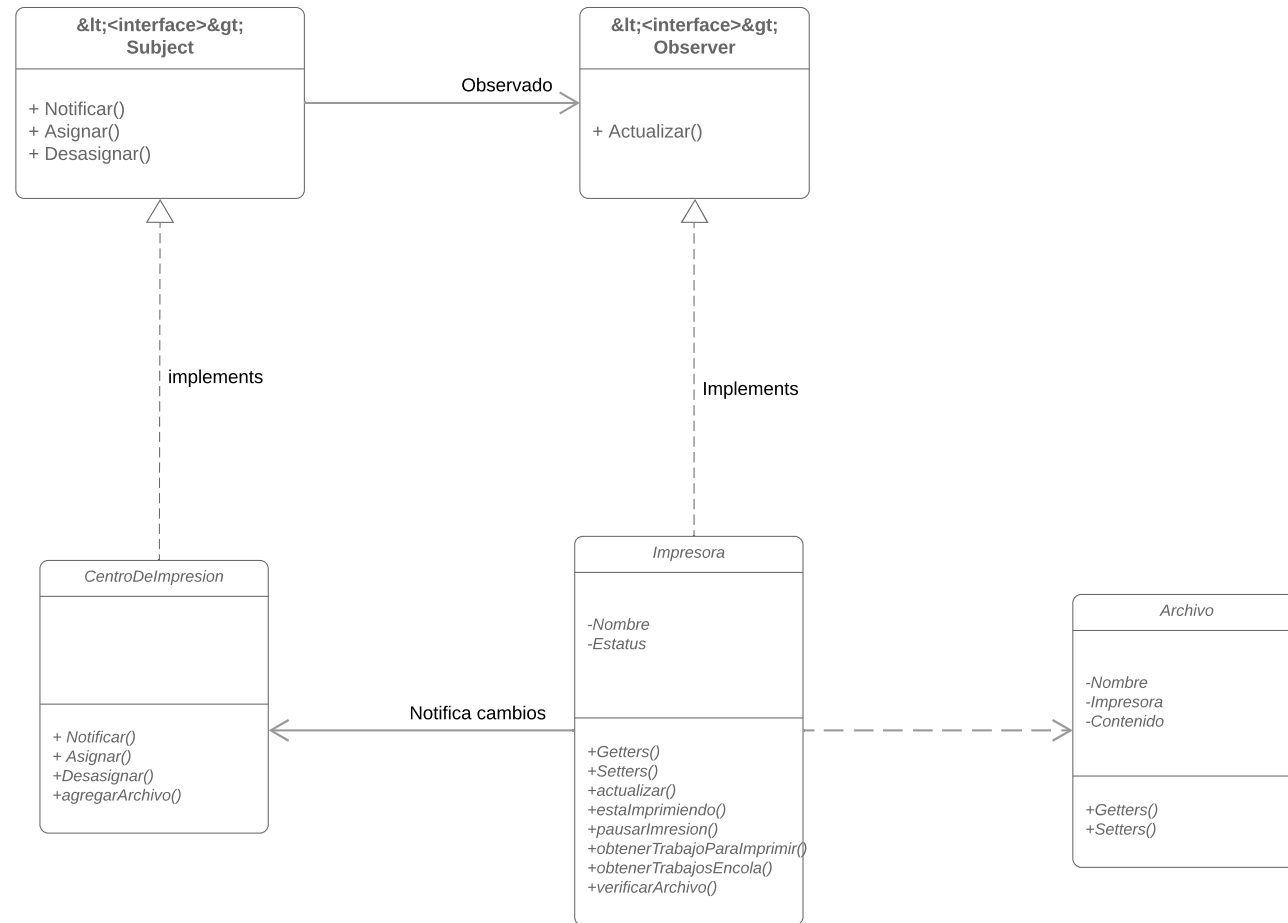 &lt;<interface>&gt;
Subject
+ Notificar()
+ Asignar()
+ Desasignar()
Observado
&lt;<interface>&gt;
Observer
+ Actualizar()
implements
Implements
CentroDeImpresion
+ Notificar()
+ Asignar()
+Desasignar()
+agregarArchivo()
Notifica cambios
Impresora
-Nombre
-Estatus
+Getters()
+Setters()
+actualizar()
+estaImprimiendo()
+pausarImresion()
+obtenerTrabajoParaImprimir()
+obtenerTrabajosEncola()
+verificarArchivo()
Archivo
-Nombre
-Impresora
-Contenido
+Getters()
+Setters()